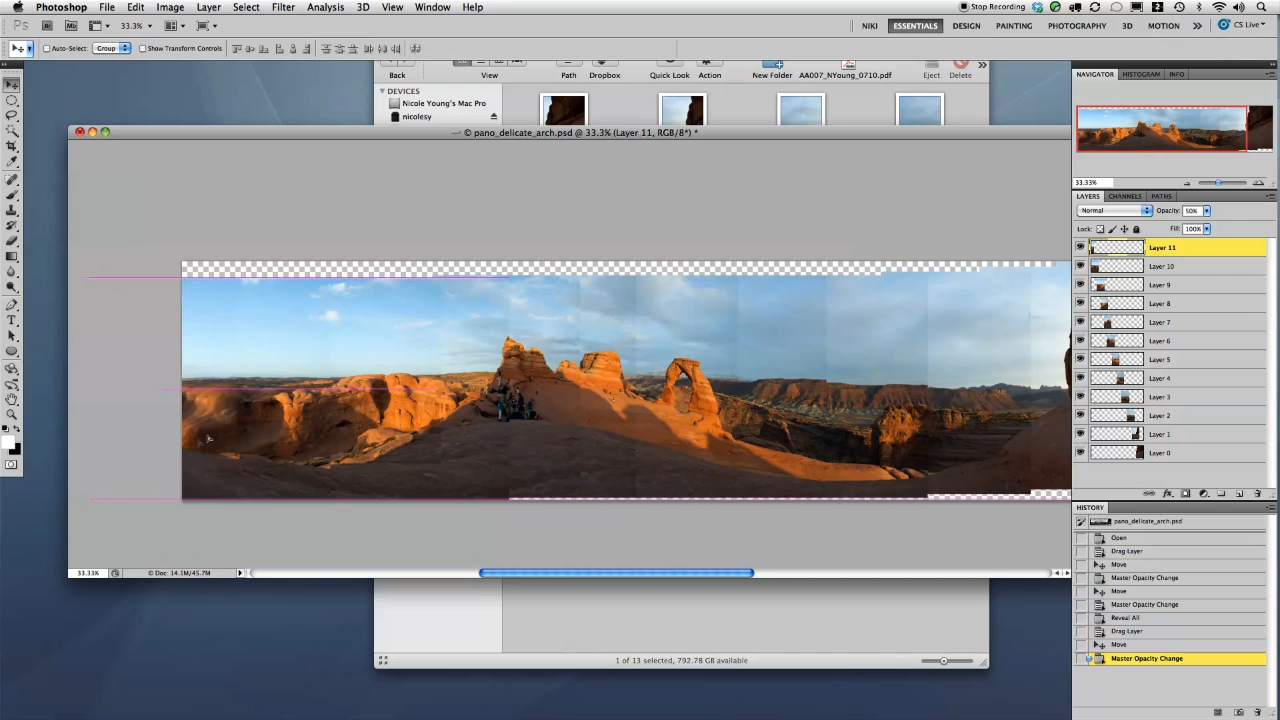 Photoshop File Edit Image Layer Select Filter Analysis 3D View Window Help Stop Recording 2
Ps Br Mb 33.3% NIKI ESSENTIALS DESIGN PAINTING PHOTOGRAPHY 3D MOTION CS Live
Auto-Select: Group Show Transform Controls
Back View Path Dropbox Quick Look Action New Folder AA007_NYoung_0710.pdf Eject Delete
DEVICES
Nicole Young's Mac Pro
nicolesy
© pano_delicate_arch.psd @ 33.3% (Layer 11, RGB/8*) *
NAVIGATOR HISTOGRAM INFO
33.33%
LAYERS CHANNELS PATHS
Normal Opacity: 50%
Lock: Fill: 100%
Layer 11
Layer 10
Layer 9
Layer 8
Layer 7
Layer 6
Layer 5
Layer 4
Layer 3
Layer 2
Layer 1
Layer 0
HISTORY
pano_delicate_arch.psd
Open
Drag Layer
Move
Master Opacity Change
Move
Master Opacity Change
Reveal All
Drag Layer
Move
Master Opacity Change
33.33% © Doc: 14.1M/45.7M
1 of 13 selected, 792.78 GB available